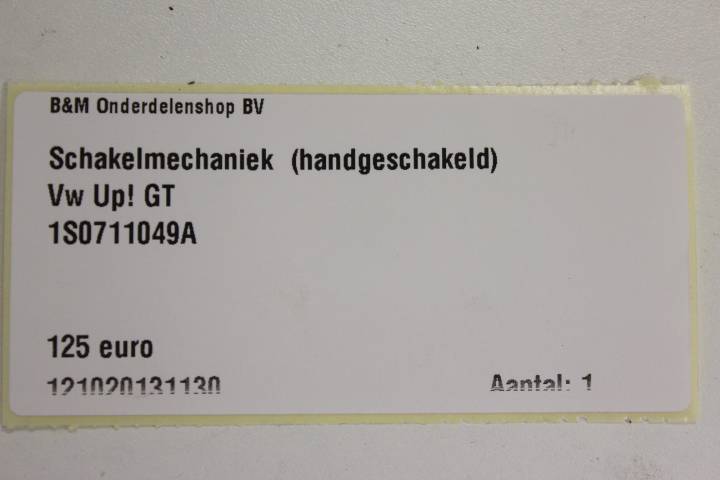 B&M Onderdelenshop BV
Schakelmechaniek (handgeschakeld)
Vw Up! GT
1S0711049A
125 euro
121020131130
Aantal: 1